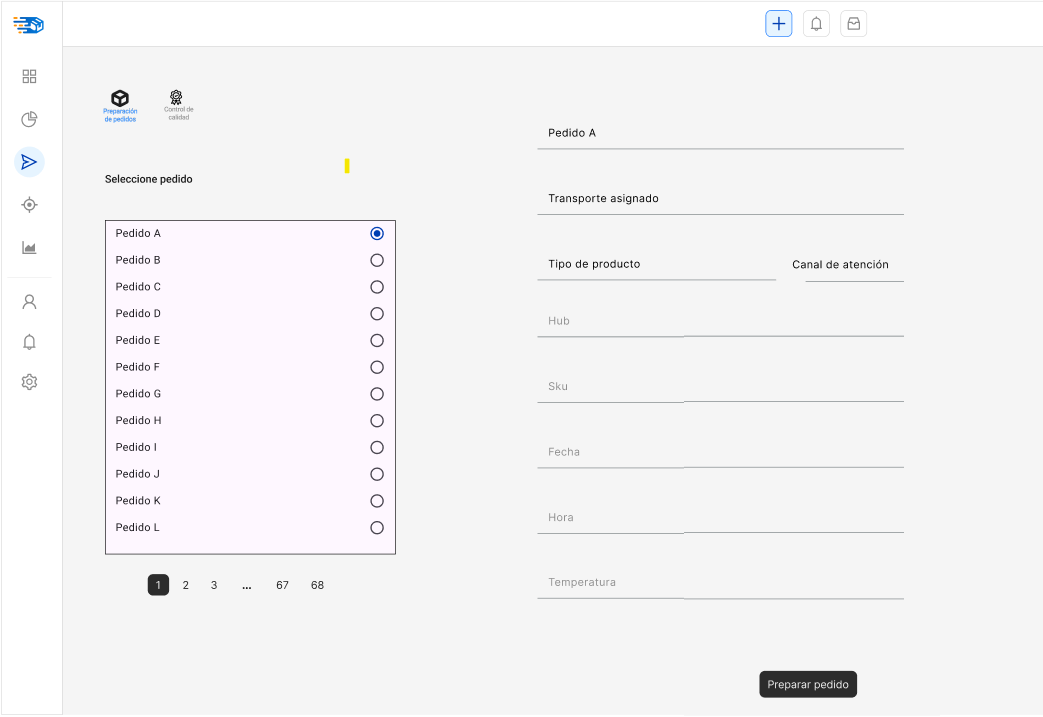 Preparación
de pedidos
Control de
calidad
Seleccione pedido
Pedido A
Pedido B
Pedido C
Pedido D
Pedido E
Pedido F
Pedido G
Pedido H
Pedido I
Pedido J
Pedido K
Pedido L
1 2 3 ... 67 68
Pedido A
Transporte asignado
Tipo de producto
Canal de atención
Hub
Sku
Fecha
Hora
Temperatura
Preparar pedido